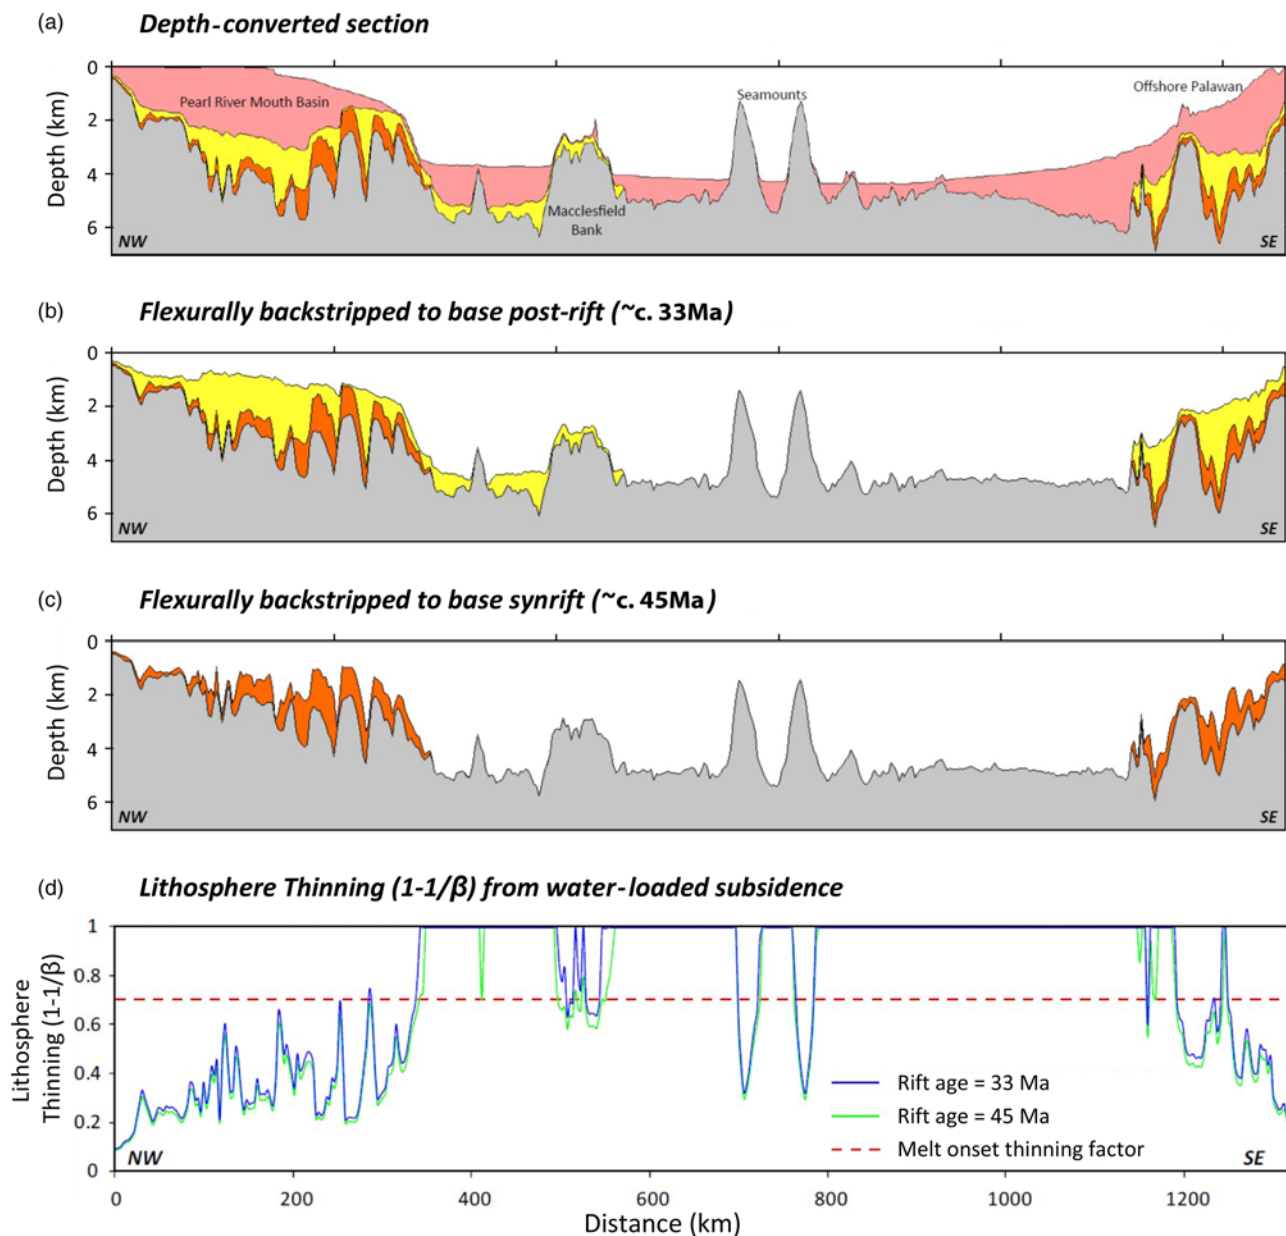 (a) Depth-converted section
0
2
4
6
Depth (km)
Pearl River Mouth Basin
Macclesfield
Bank
Seamounts
Offshore Palawan
NW
SE
(b) Flexurally backstripped to base post-rift (~c. 33Ma)
0
2
4
6
Depth (km)
NW
SE
(c) Flexurally backstripped to base synrift (~c. 45Ma)
0
2
4
6
Depth (km)
NW
SE
(d) Lithosphere Thinning (1-1/β) from water-loaded subsidence
1
0.8
0.6
0.4
0.2
0
Lithosphere
Thinning (1-1/β)
Rift age = 33 Ma
Rift age = 45 Ma
Melt onset thinning factor
NW
SE
0 200 400 600 800 1000 1200
Distance (km)